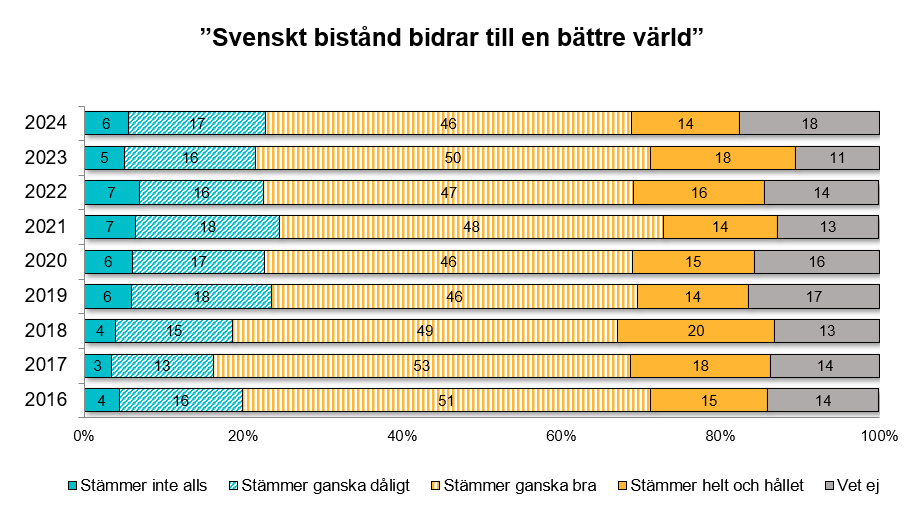 ”Svenskt bistånd bidrar till en bättre värld”
2024 6 17 46 14 18
2023 5 16 50 18 11
2022 7 16 47 16 14
2021 7 18 48 14 13
2020 6 17 46 15 16
2019 6 18 46 14 17
2018 4 15 49 20 13
2017 3 13 53 18 14
2016 4 16 51 15 14
0% 20% 40% 60% 80% 100%
Stämmer inte alls Stämmer ganska dåligt Stämmer ganska bra Stämmer helt och hållet Vet ej